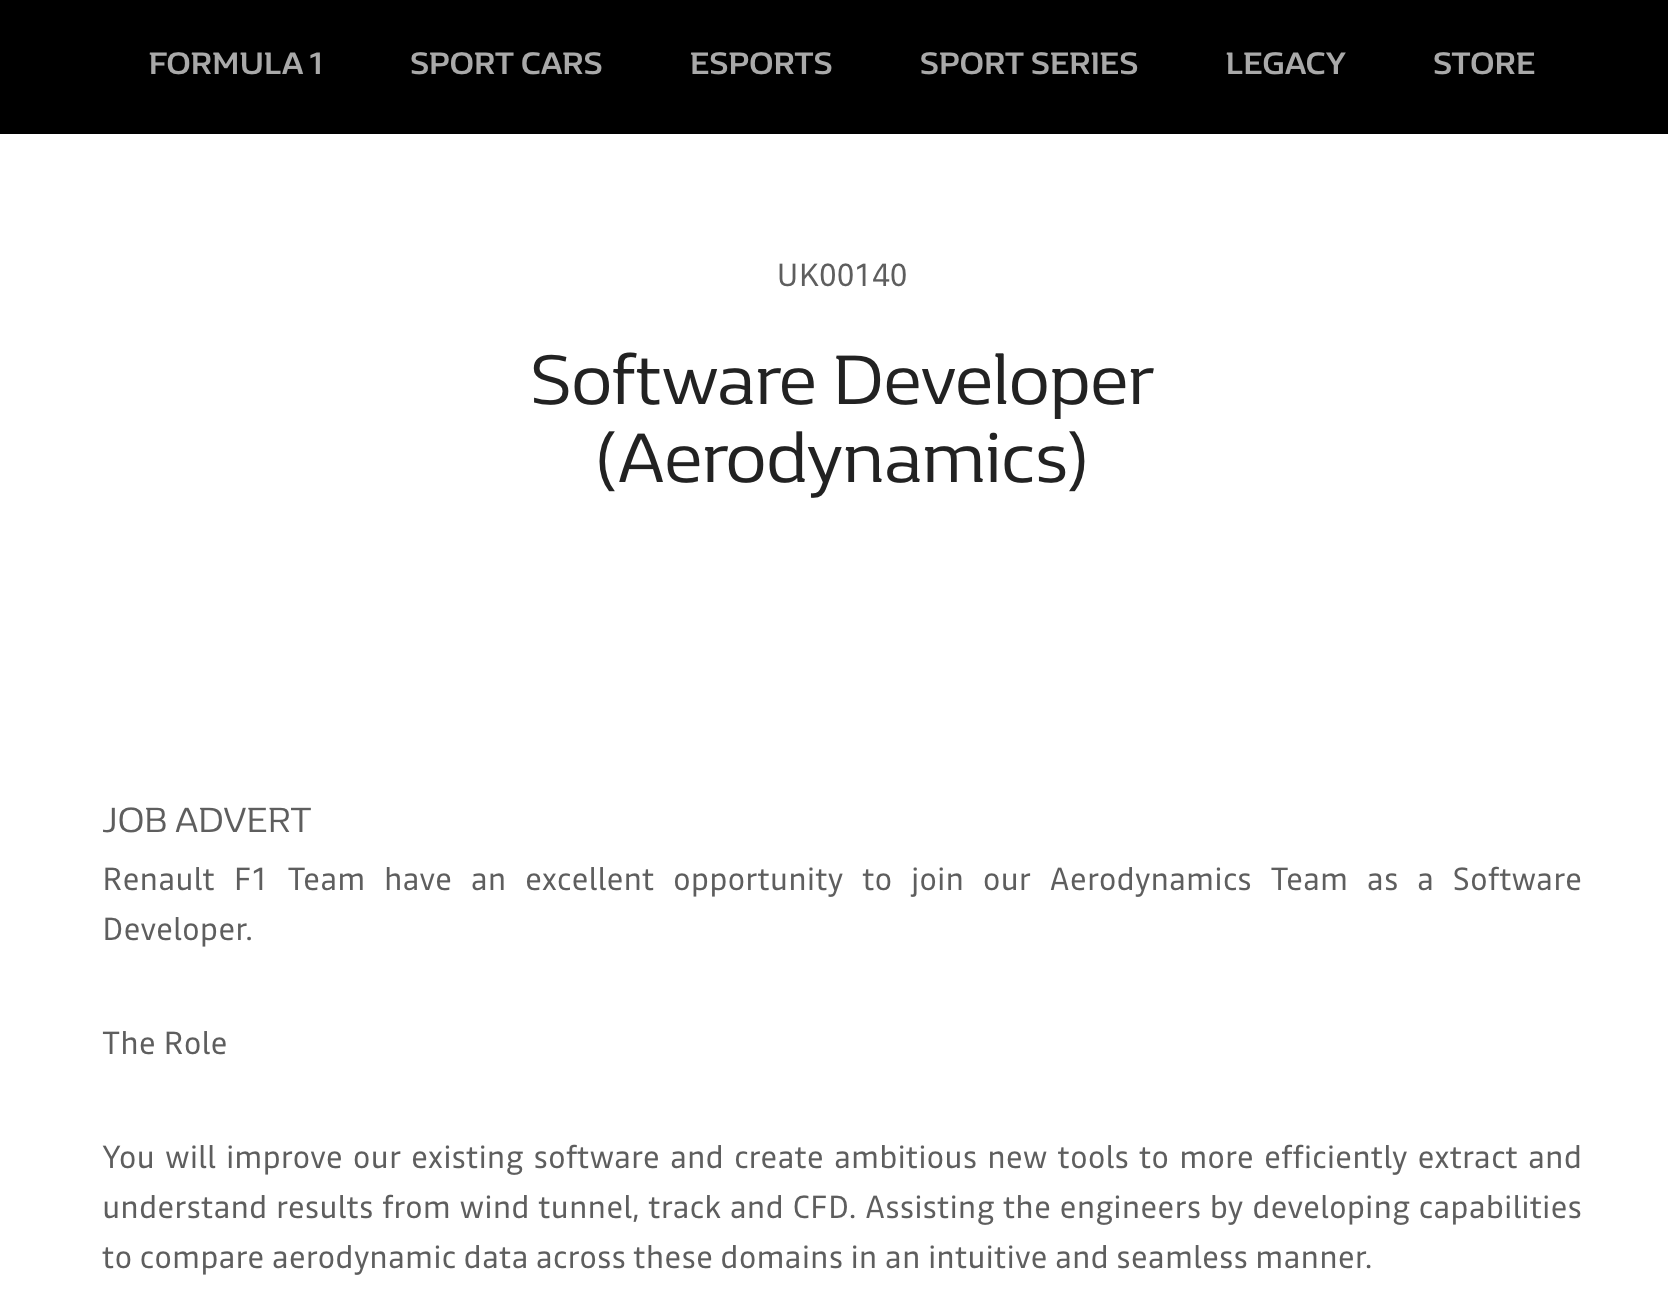 FORMULA 1 SPORT CARS ESPORTS SPORT SERIES LEGACY STORE
UK00140
Software Developer
(Aerodynamics)
JOB ADVERT
Renault F1 Team have an excellent opportunity to join our Aerodynamics Team as a Software
Developer.
The Role
You will improve our existing software and create ambitious new tools to more efficiently extract and
understand results from wind tunnel, track and CFD. Assisting the engineers by developing capabilities
to compare aerodynamic data across these domains in an intuitive and seamless manner.